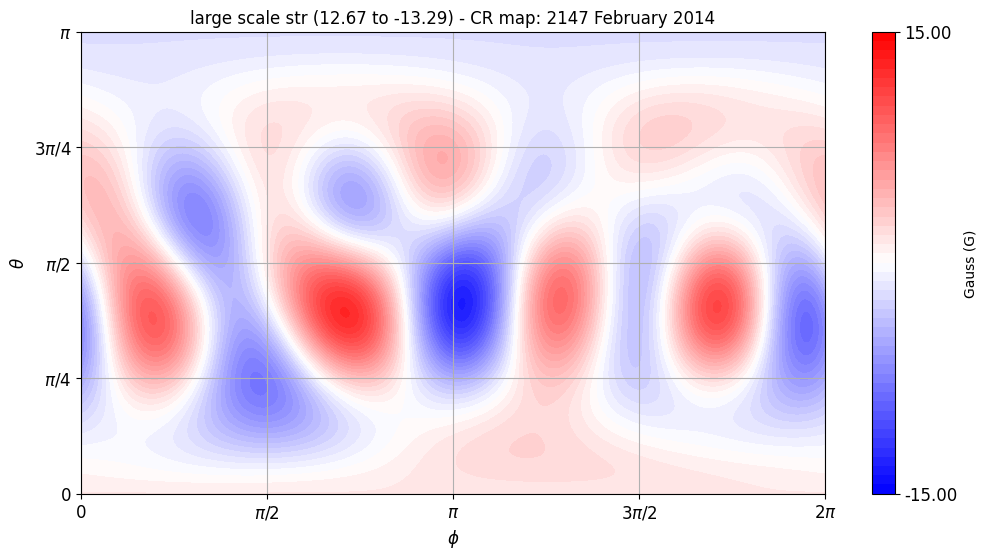 large scale str (12.67 to -13.29) - CR map: 2147 February 2014
π
3π/4
π/2
π/4
0
θ
0
π/2
π
3π/2
2π
ϕ
15.00
-15.00
Gauss (G)